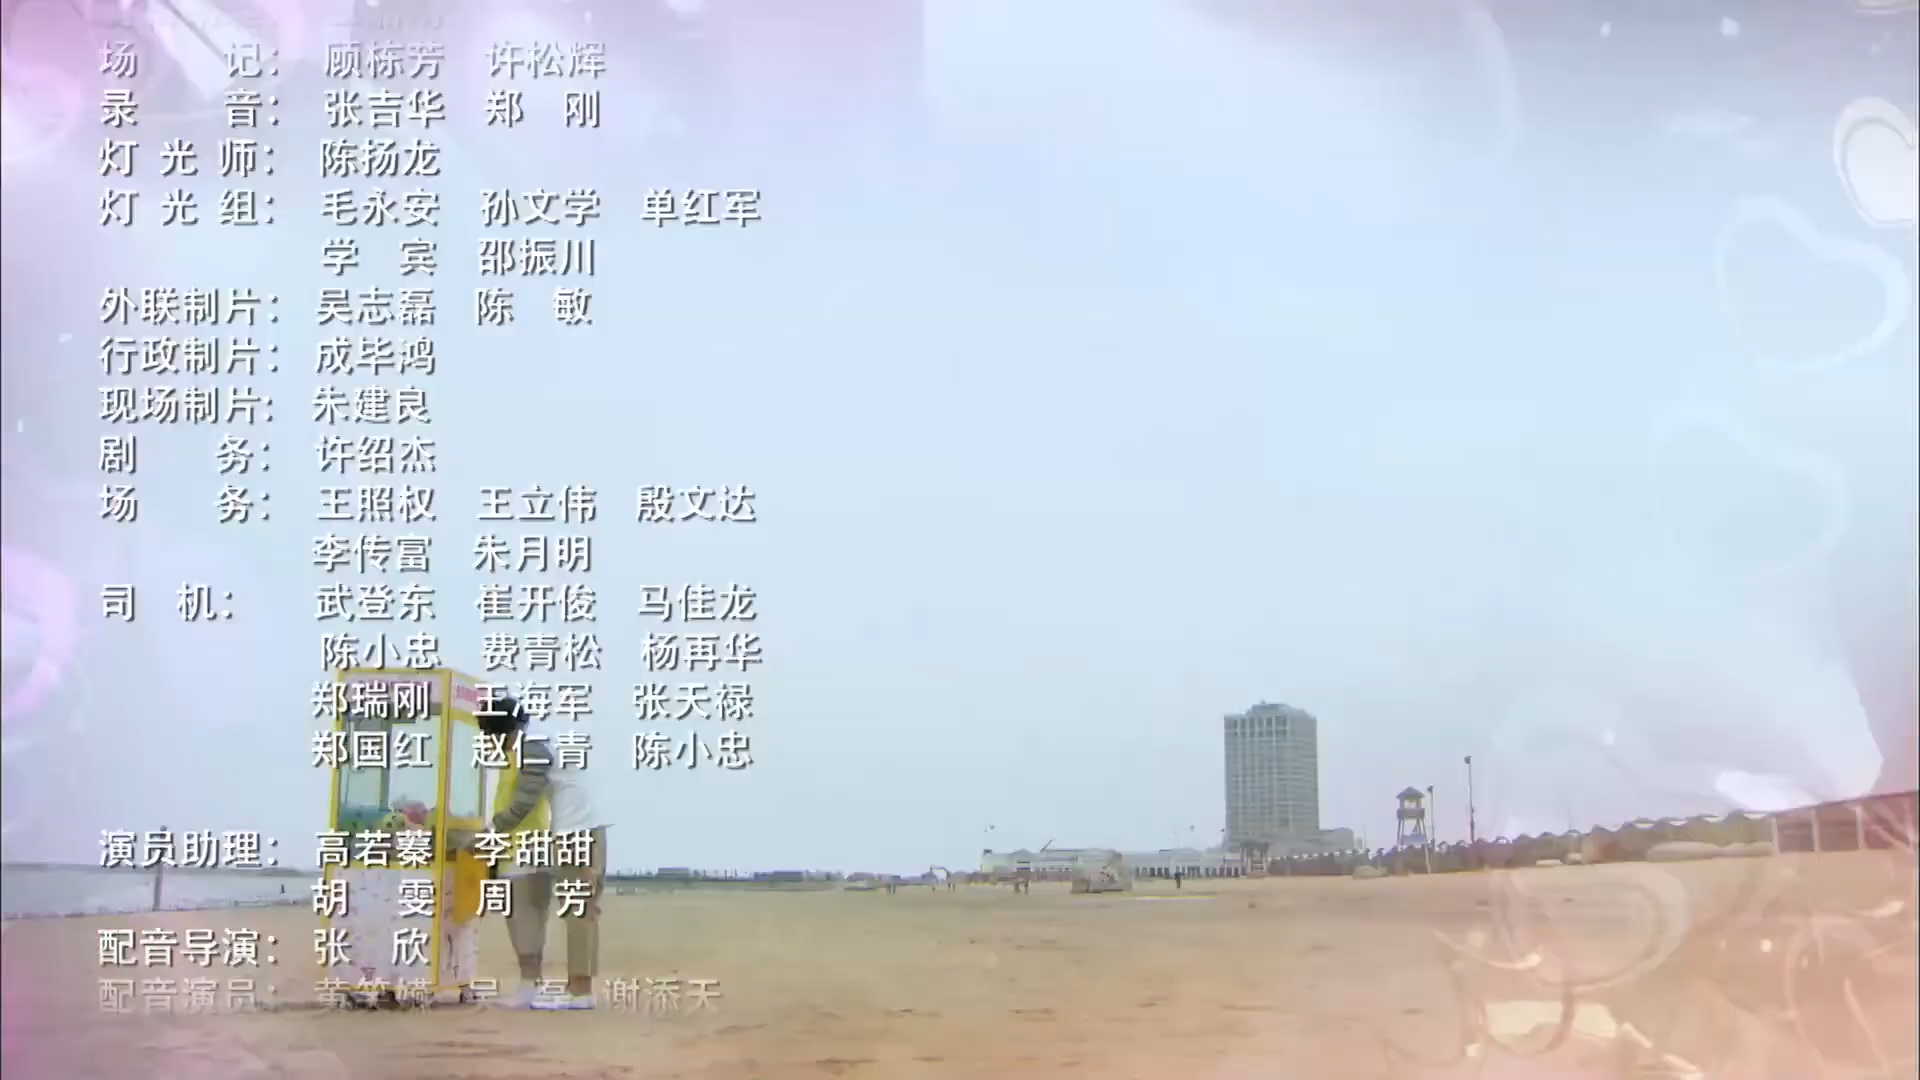 场 记： 顾栋芳 许松辉
录 音： 张吉华 郑 刚
灯 光 师： 陈扬龙
灯 光 组： 毛永安 孙文学 单红军
学 宾 邵振川
外联制片： 吴志磊 陈 敏
行政制片： 成毕鸿
现场制片： 朱建良
剧 务： 许绍杰
场 务： 王照权 王立伟 殷文达
李传富 朱月明
司 机： 武登东 崔开俊 马佳龙
陈小忠 费青松 杨再华
郑瑞刚 王海军 张天禄
郑国红 赵仁青 陈小忠
演员助理： 高若蓁 李甜甜
胡 雯 周 芳
配音导演： 张 欣
配音演员： 黄笑嬿 吴 磊 谢添天